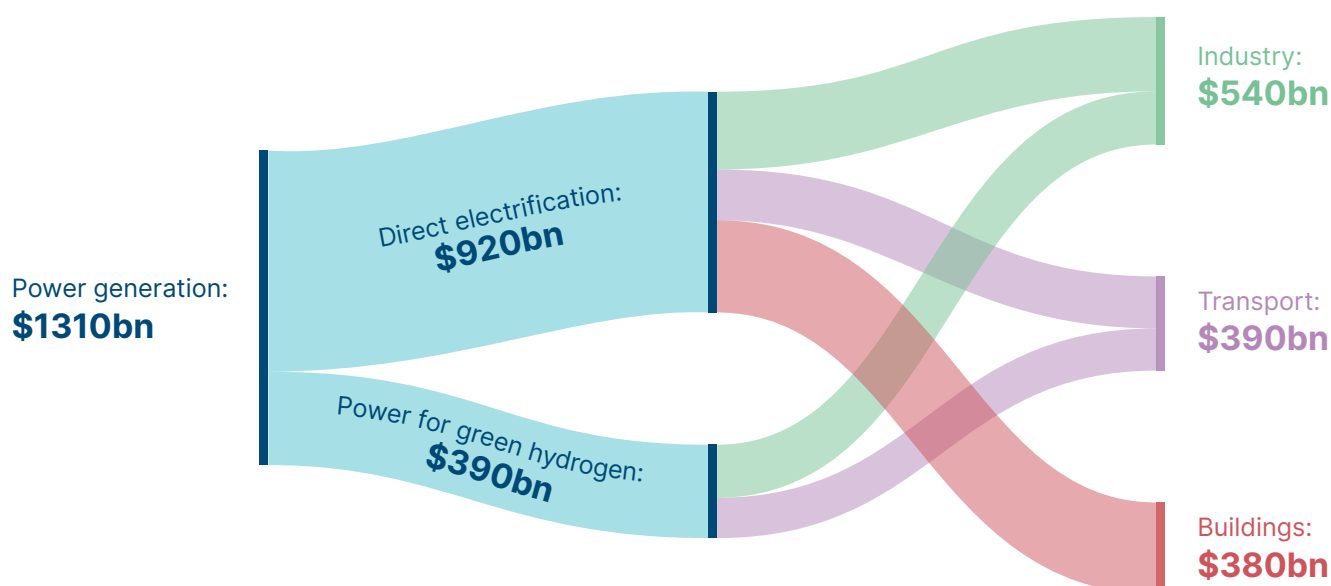 Power generation:
$1310bn
Direct electrification:
$920bn
Power for green hydrogen:
$390bn
Industry:
$540bn
Transport:
$390bn
Buildings:
$380bn